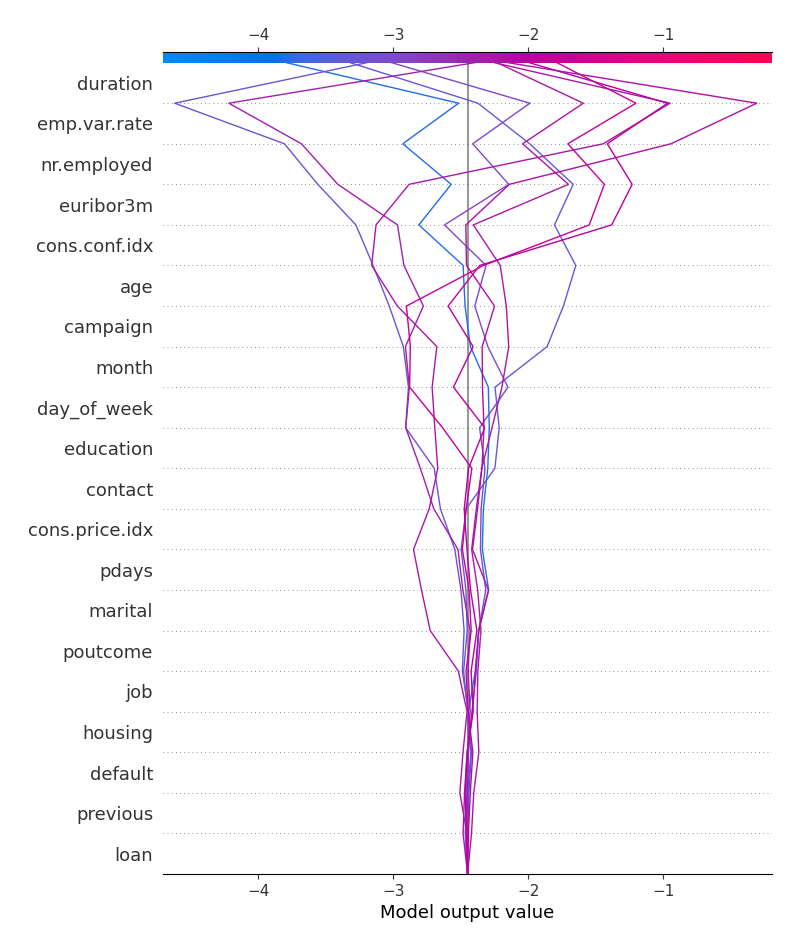 −4 −3 −2 −1
duration
emp.var.rate
nr.employed
euribor3m
cons.conf.idx
age
campaign
month
day_of_week
education
contact
cons.price.idx
pdays
marital
poutcome
job
housing
default
previous
loan
−4 −3 −2 −1
Model output value